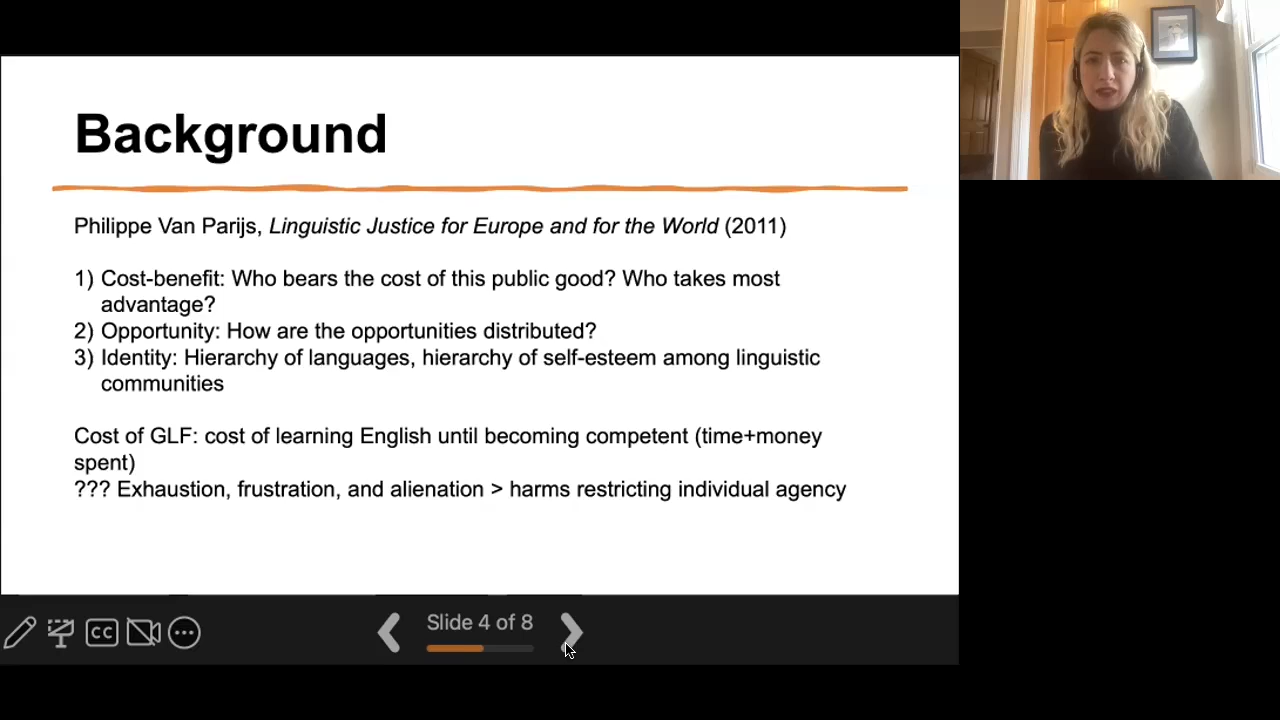 Background
Philippe Van Parijs, Linguistic Justice for Europe and for the World (2011)
1) Cost-benefit: Who bears the cost of this public good? Who takes most
advantage?
2) Opportunity: How are the opportunities distributed?
3) Identity: Hierarchy of languages, hierarchy of self-esteem among linguistic
communities
Cost of GLF: cost of learning English until becoming competent (time+money
spent)
??? Exhaustion, frustration, and alienation > harms restricting individual agency
CC
Slide 4 of 8